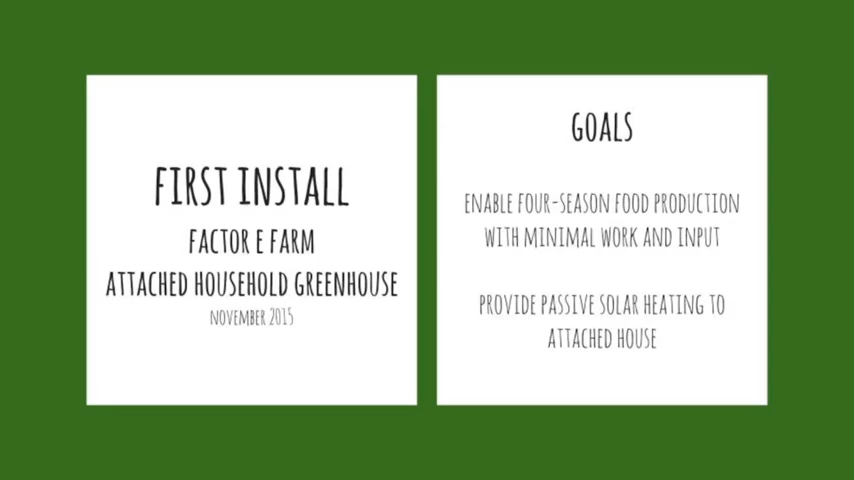 FIRST INSTALL
FACTOR E FARM
ATTACHED HOUSEHOLD GREENHOUSE
NOVEMBER 2015
GOALS
ENABLE FOUR-SEASON FOOD PRODUCTION
WITH MINIMAL WORK AND INPUT
PROVIDE PASSIVE SOLAR HEATING TO
ATTACHED HOUSE